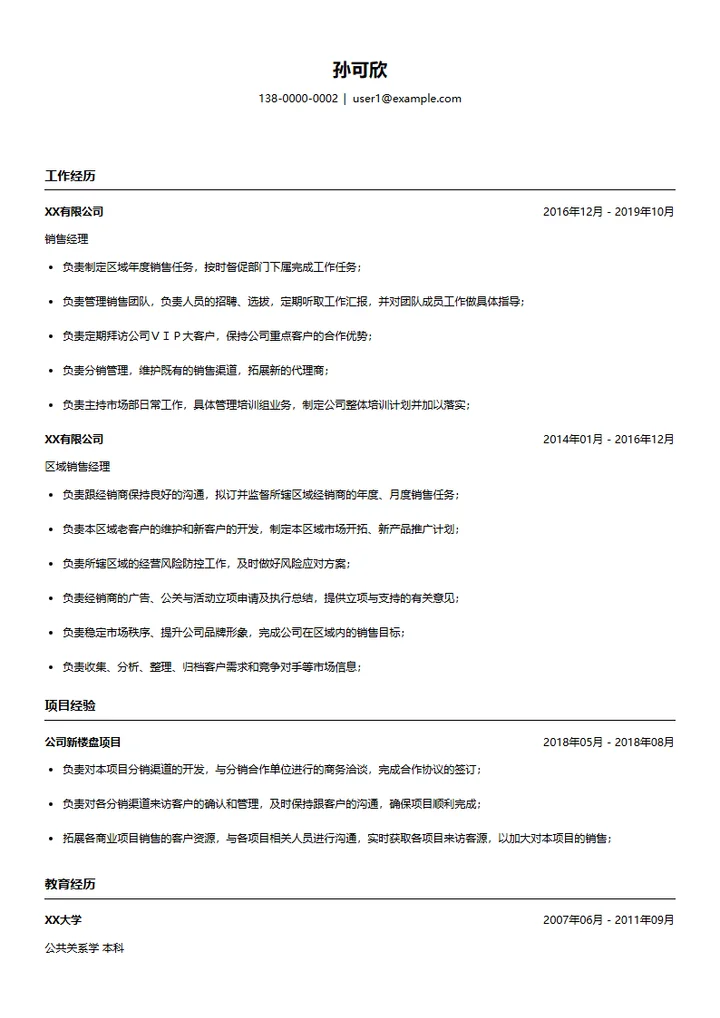 孙可欣
138-0000-0002 | user1@example.com
工作经历
XX有限公司 2016年12月 - 2019年10月
销售经理
• 负责制定区域年度销售任务，按时督促部门下属完成工作任务；
• 负责管理销售团队，负责人员的招聘、选拔，定期听取工作汇报，并对团队成员工作做具体指导；
• 负责定期拜访公司ＶＩＰ大客户，保持公司重点客户的合作优势；
• 负责分销管理，维护既有的销售渠道，拓展新的代理商；
• 负责主持市场部日常工作，具体管理培训组业务，制定公司整体培训计划并加以落实；
XX有限公司 2014年01月 - 2016年12月
区域销售经理
• 负责跟经销商保持良好的沟通，拟订并监督所辖区域经销商的年度、月度销售任务；
• 负责本区域老客户的维护和新客户的开发，制定本区域市场开拓、新产品推广计划；
• 负责所辖区域的经营风险防控工作，及时做好风险应对方案；
• 负责经销商的广告、公关与活动立项申请及执行总结，提供立项与支持的有关意见；
• 负责稳定市场秩序、提升公司品牌形象，完成公司在区域内的销售目标；
• 负责收集、分析、整理、归档客户需求和竞争对手等市场信息；
项目经验
公司新楼盘项目 2018年05月 - 2018年08月
• 负责对本项目分销渠道的开发，与分销合作单位进行的商务洽谈，完成合作协议的签订；
• 负责对各分销渠道来访客户的确认和管理，及时保持跟客户的沟通，确保项目顺利完成；
• 拓展各商业项目销售的客户资源，与各项目相关人员进行沟通，实时获取各项目来访客源，以加大对本项目的销售；
教育经历
XX大学 2007年06月 - 2011年09月
公共关系学 本科